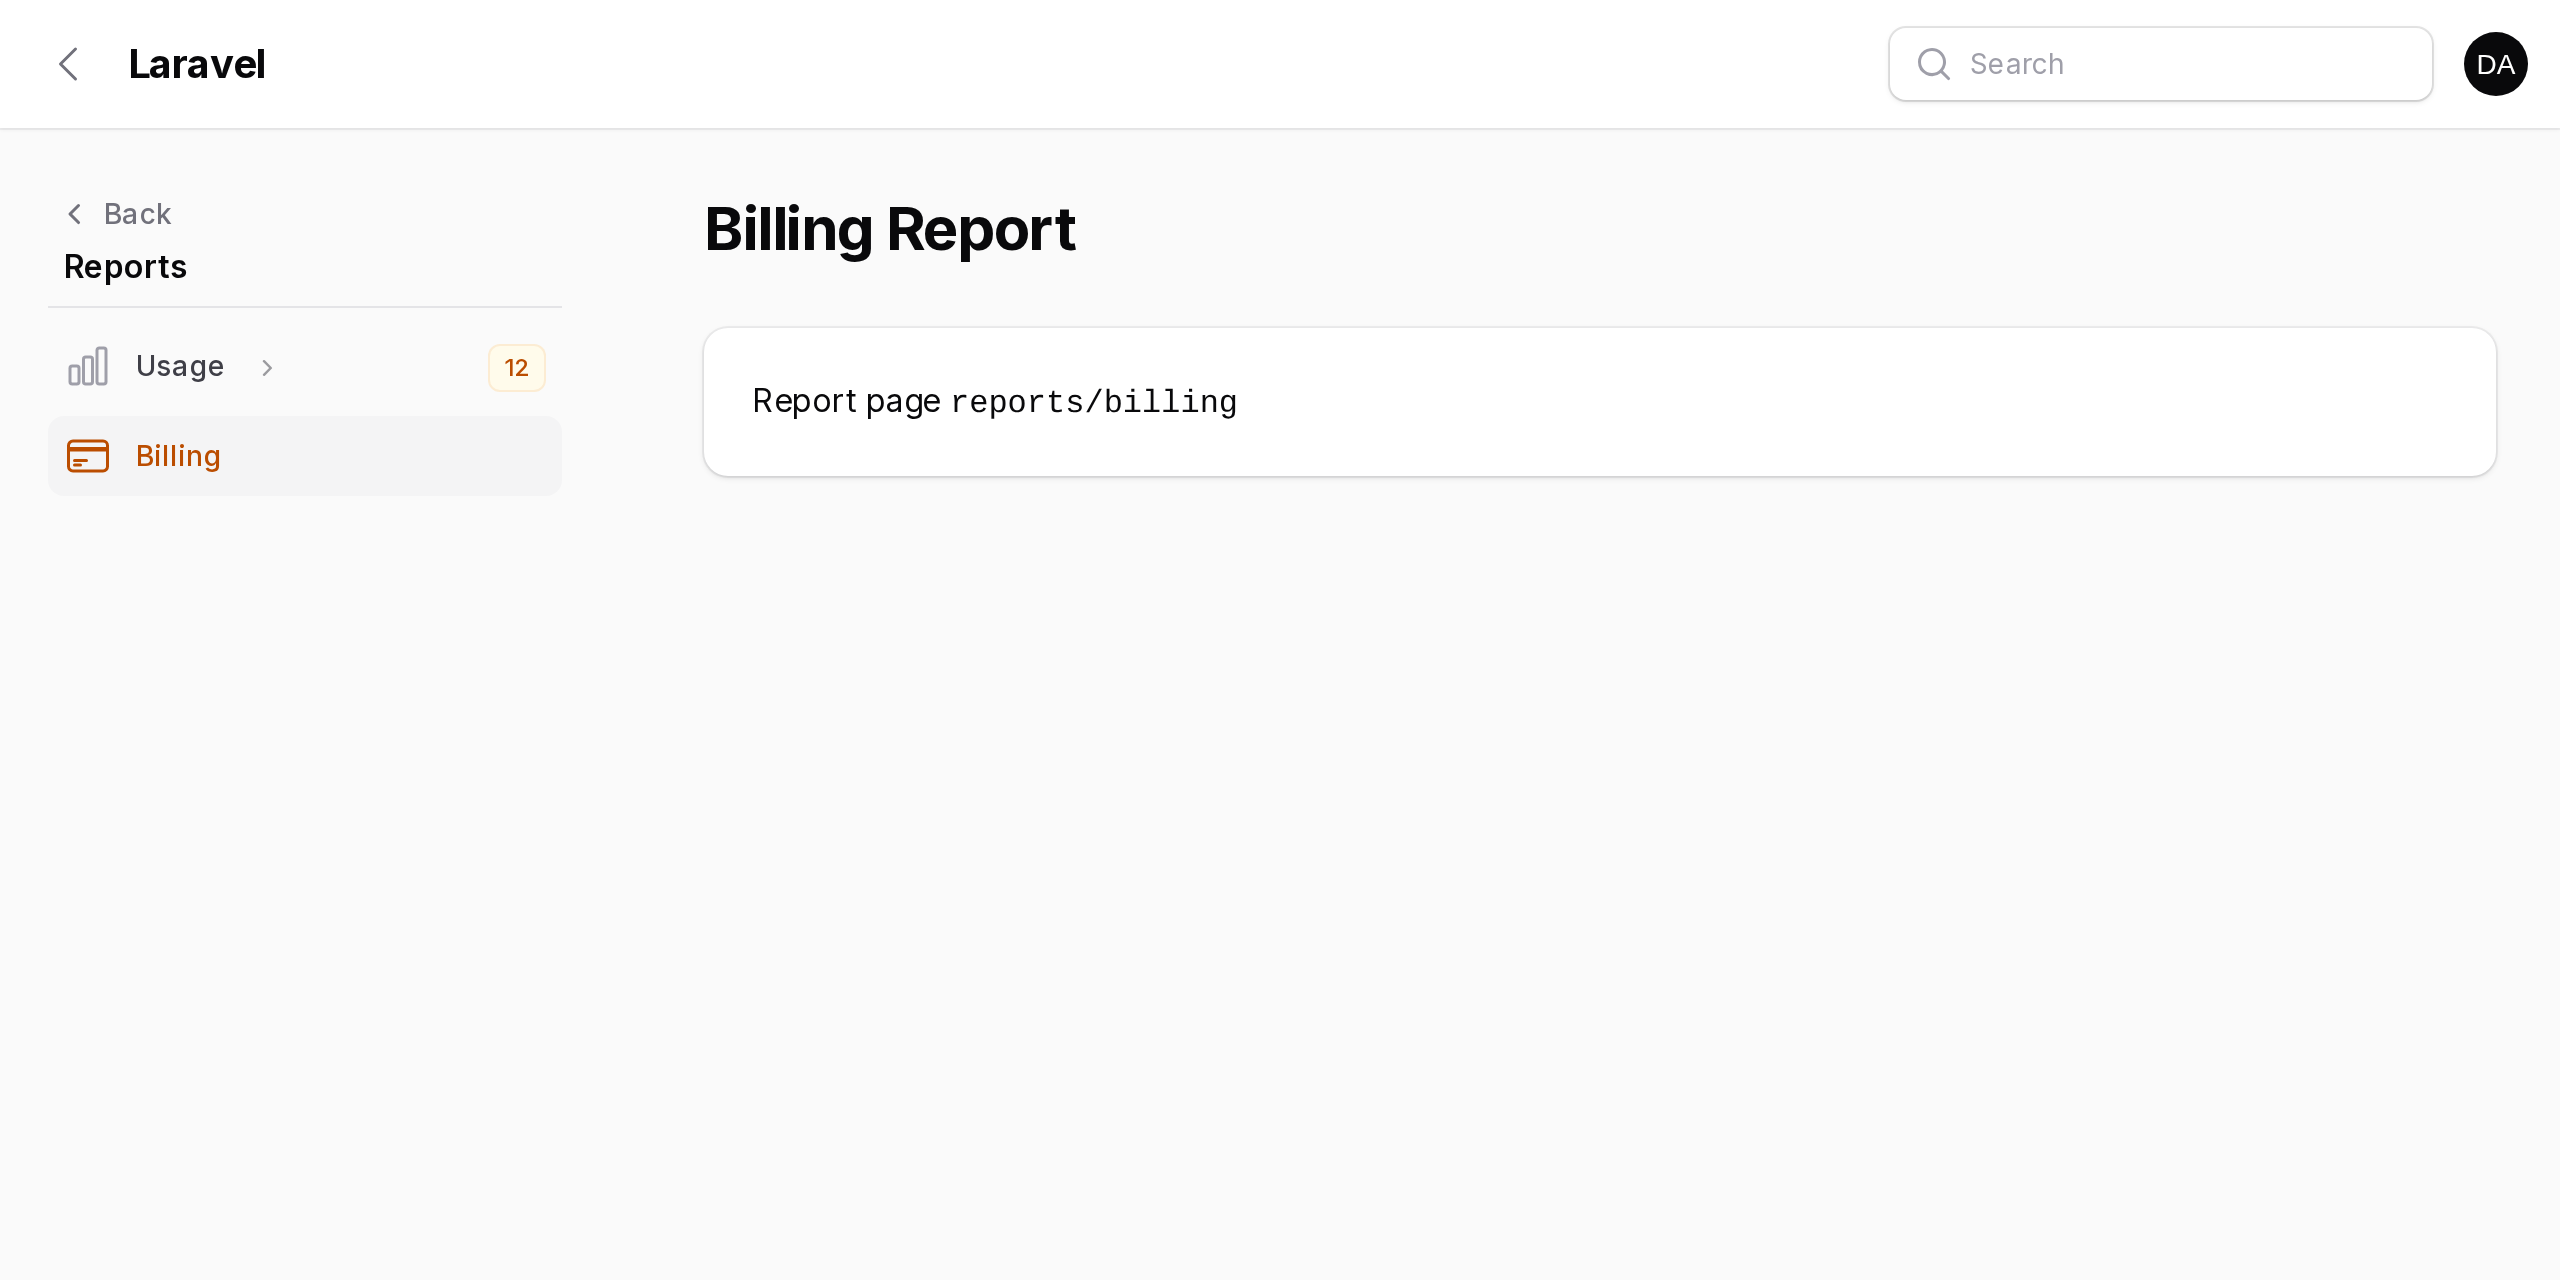 Laravel
Search
DA
Back
Reports
Usage
12
Billing
Billing Report
Report page reports/billing